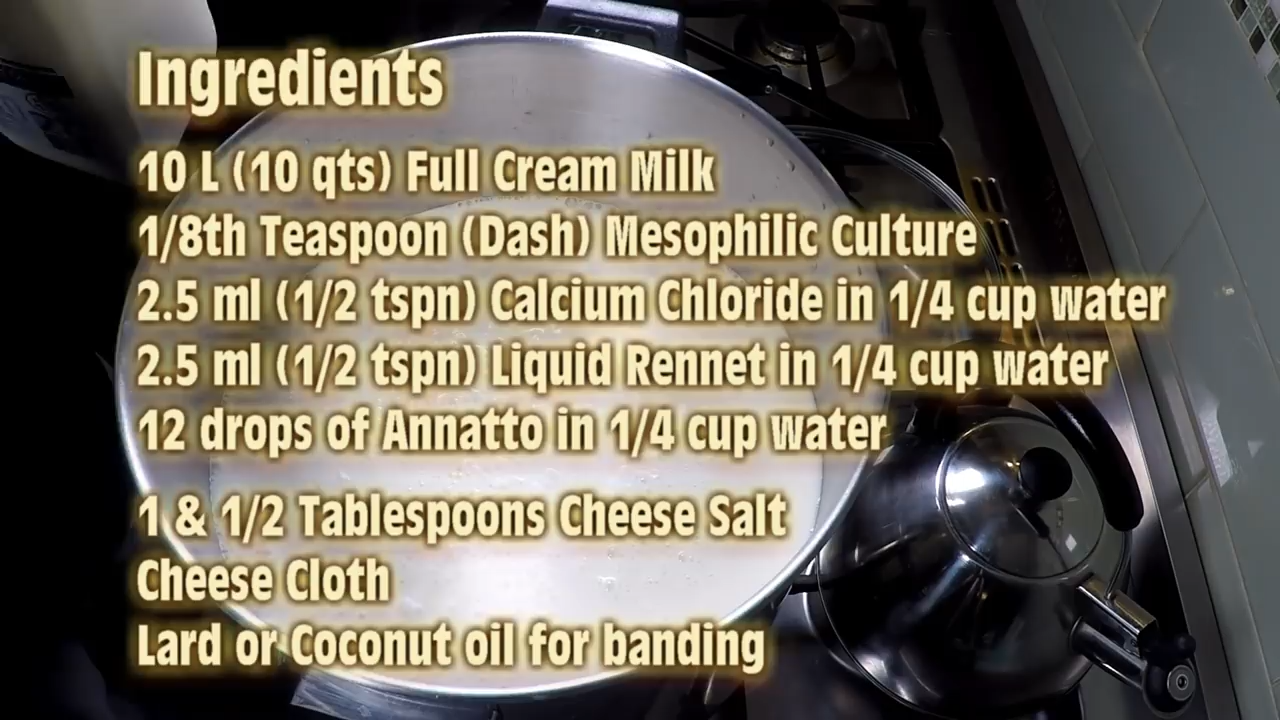 Ingredients
10 L (10 qts) Full Cream Milk
1/8th Teaspoon (Dash) Mesophilic Culture
2.5 ml (1/2 tspn) Calcium Chloride in 1/4 cup water
2.5 ml (1/2 tspn) Liquid Rennet in 1/4 cup water
12 drops of Annatto in 1/4 cup water
1 & 1/2 Tablespoons Cheese Salt
Cheese Cloth
Lard or Coconut oil for banding